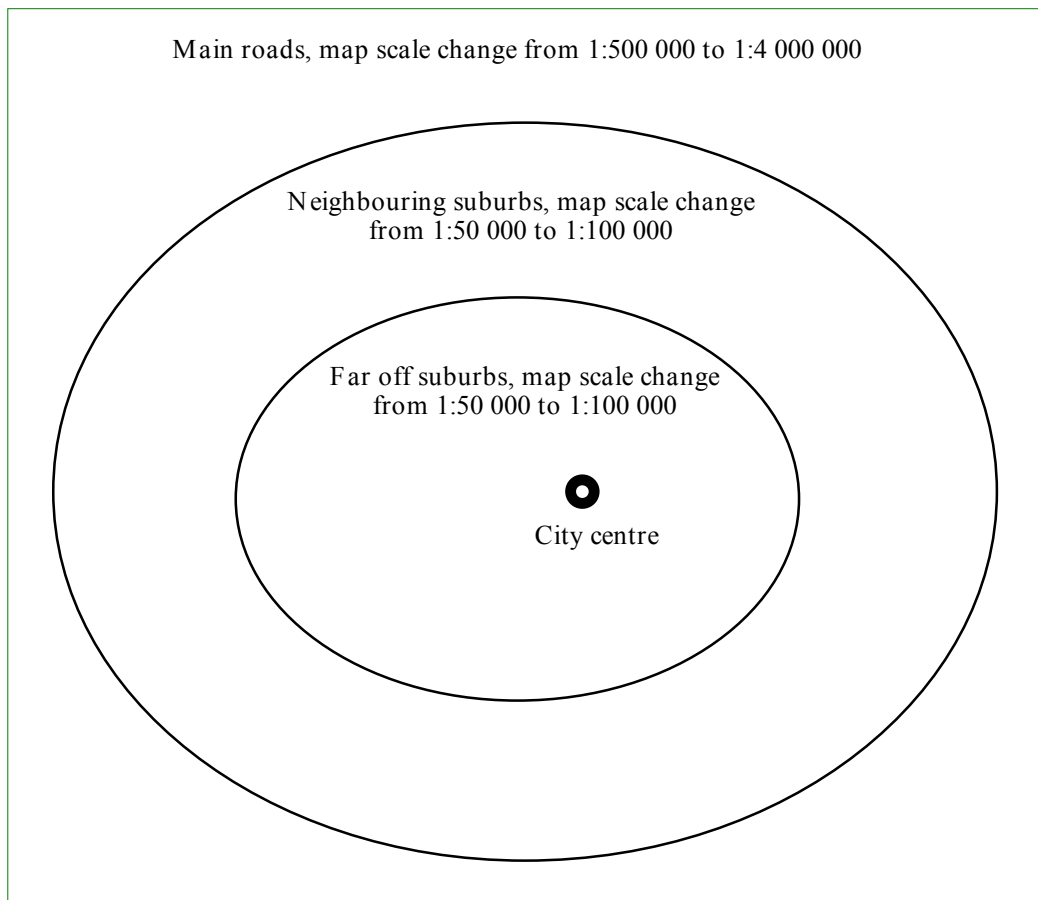 Main roads, map scale change from 1:500 000 to 1:4 000 000
Neighbouring suburbs, map scale change
from 1:50 000 to 1:100 000
Far off suburbs, map scale change
from 1:50 000 to 1:100 000
City centre